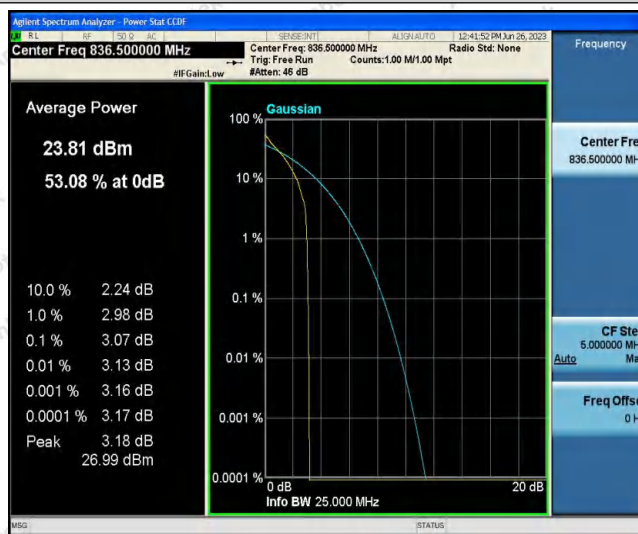 Agilent Spectrum Analyzer - Power Stat CCDF
RL RF 50 Ω AC SENSE:INT ALIGN AUTO 12:41:52 PM Jun 26, 2023
Center Freq 836.500000 MHz
Center Freq: 836.500000 MHz Radio Std: None
Trig: Free Run Counts:1.00 M/1.00 Mpt
#IFGain:Low #Atten: 46 dB
Frequency
Average Power
23.81 dBm
53.08 % at 0dB
10.0 % 2.24 dB
1.0 % 2.98 dB
0.1 % 3.07 dB
0.01 % 3.13 dB
0.001 % 3.16 dB
0.0001 % 3.17 dB
Peak 3.18 dB
26.99 dBm
Gaussian
100 %
10 %
1 %
0.1 %
0.01 %
0.001 %
0.0001 %
0 dB 20 dB
Info BW 25.000 MHz
Center Fre
836.500000 MH
CF Ste
5.000000 MH
Auto Ma
Freq Offs
0 H
MSG STATUS